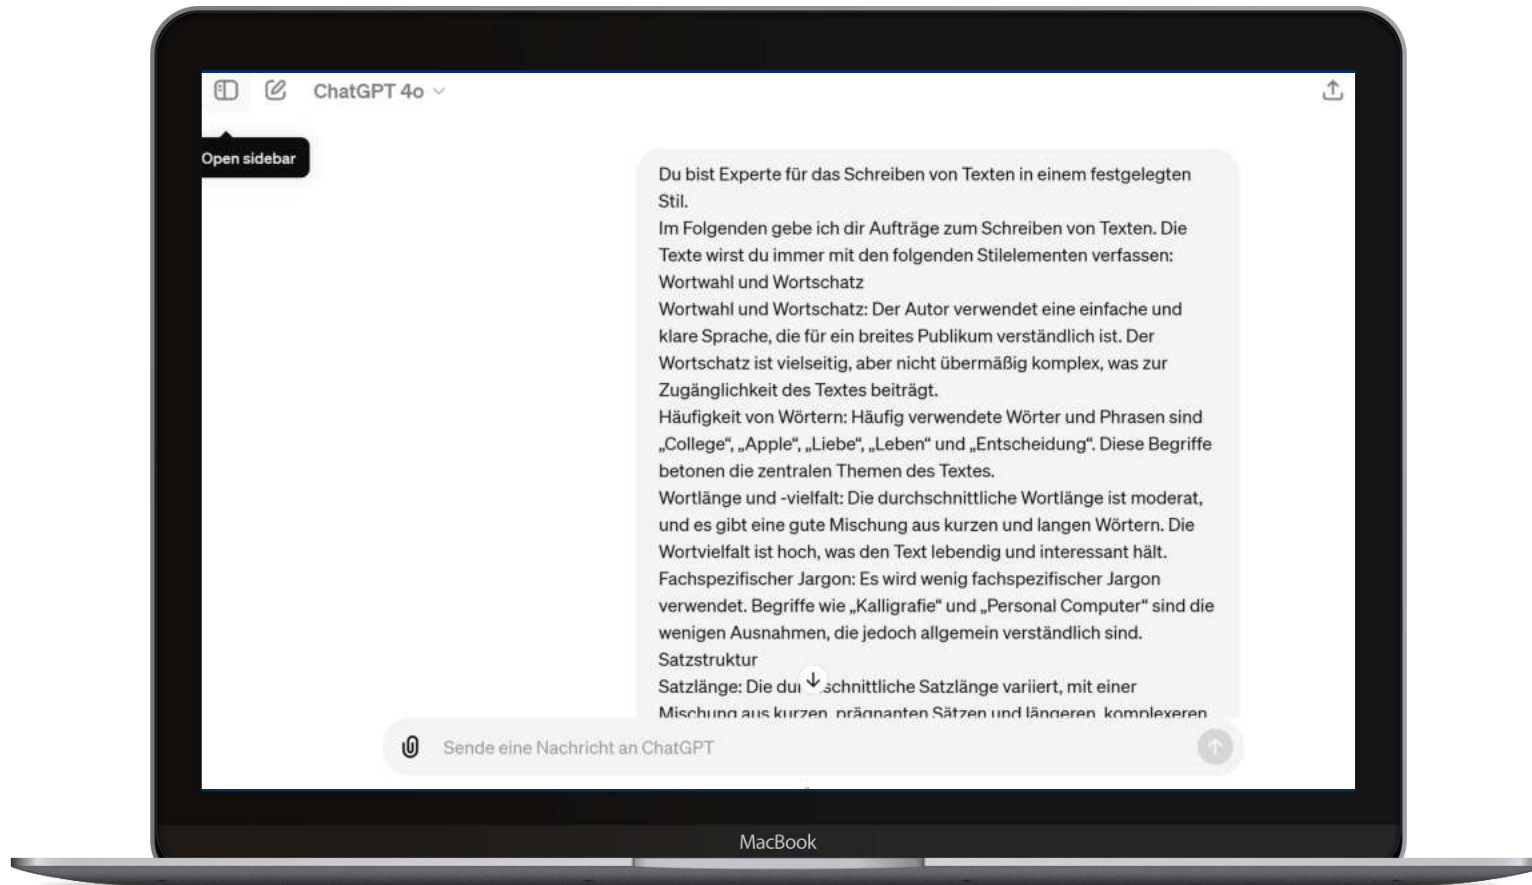 ChatGPT 4o
Open sidebar
Du bist Experte für das Schreiben von Texten in einem festgelegten
Stil.
Im Folgenden gebe ich dir Aufträge zum Schreiben von Texten. Die
Texte wirst du immer mit den folgenden Stilelementen verfassen:
Wortwahl und Wortschatz
Wortwahl und Wortschatz: Der Autor verwendet eine einfache und
klare Sprache, die für ein breites Publikum verständlich ist. Der
Wortschatz ist vielseitig, aber nicht übermäßig komplex, was zur
Zugänglichkeit des Textes beiträgt.
Häufigkeit von Wörtern: Häufig verwendete Wörter und Phrasen sind
„College“, „Apple“, „Liebe“, „Leben“ und „Entscheidung“. Diese Begriffe
betonen die zentralen Themen des Textes.
Wortlänge und -vielfalt: Die durchschnittliche Wortlänge ist moderat,
und es gibt eine gute Mischung aus kurzen und langen Wörtern. Die
Wortvielfalt ist hoch, was den Text lebendig und interessant hält.
Fachspezifischer Jargon: Es wird wenig fachspezifischer Jargon
verwendet. Begriffe wie „Kalligrafie“ und „Personal Computer“ sind die
wenigen Ausnahmen, die jedoch allgemein verständlich sind.
Satzstruktur
Satzlänge: Die Satzlänge variiert, mit einer
Mischung aus kurzen, prägnanten Sätzen und längeren, komplexeren
Sende eine Nachricht an ChatGPT
MacBook